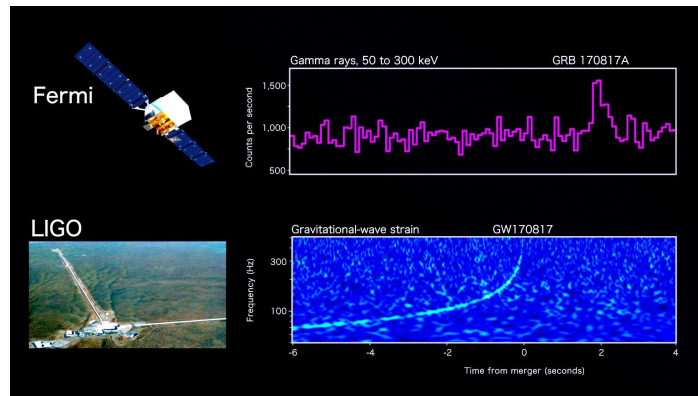 Fermi
Gamma rays, 50 to 300 keV
GRB 170817A
Counts per second
1,500
1,000
500
LIGO
Gravitational-wave strain
GW170817
Frequency (Hz)
300
100
-6 -4 -2 0 2 4
Time from merger (seconds)